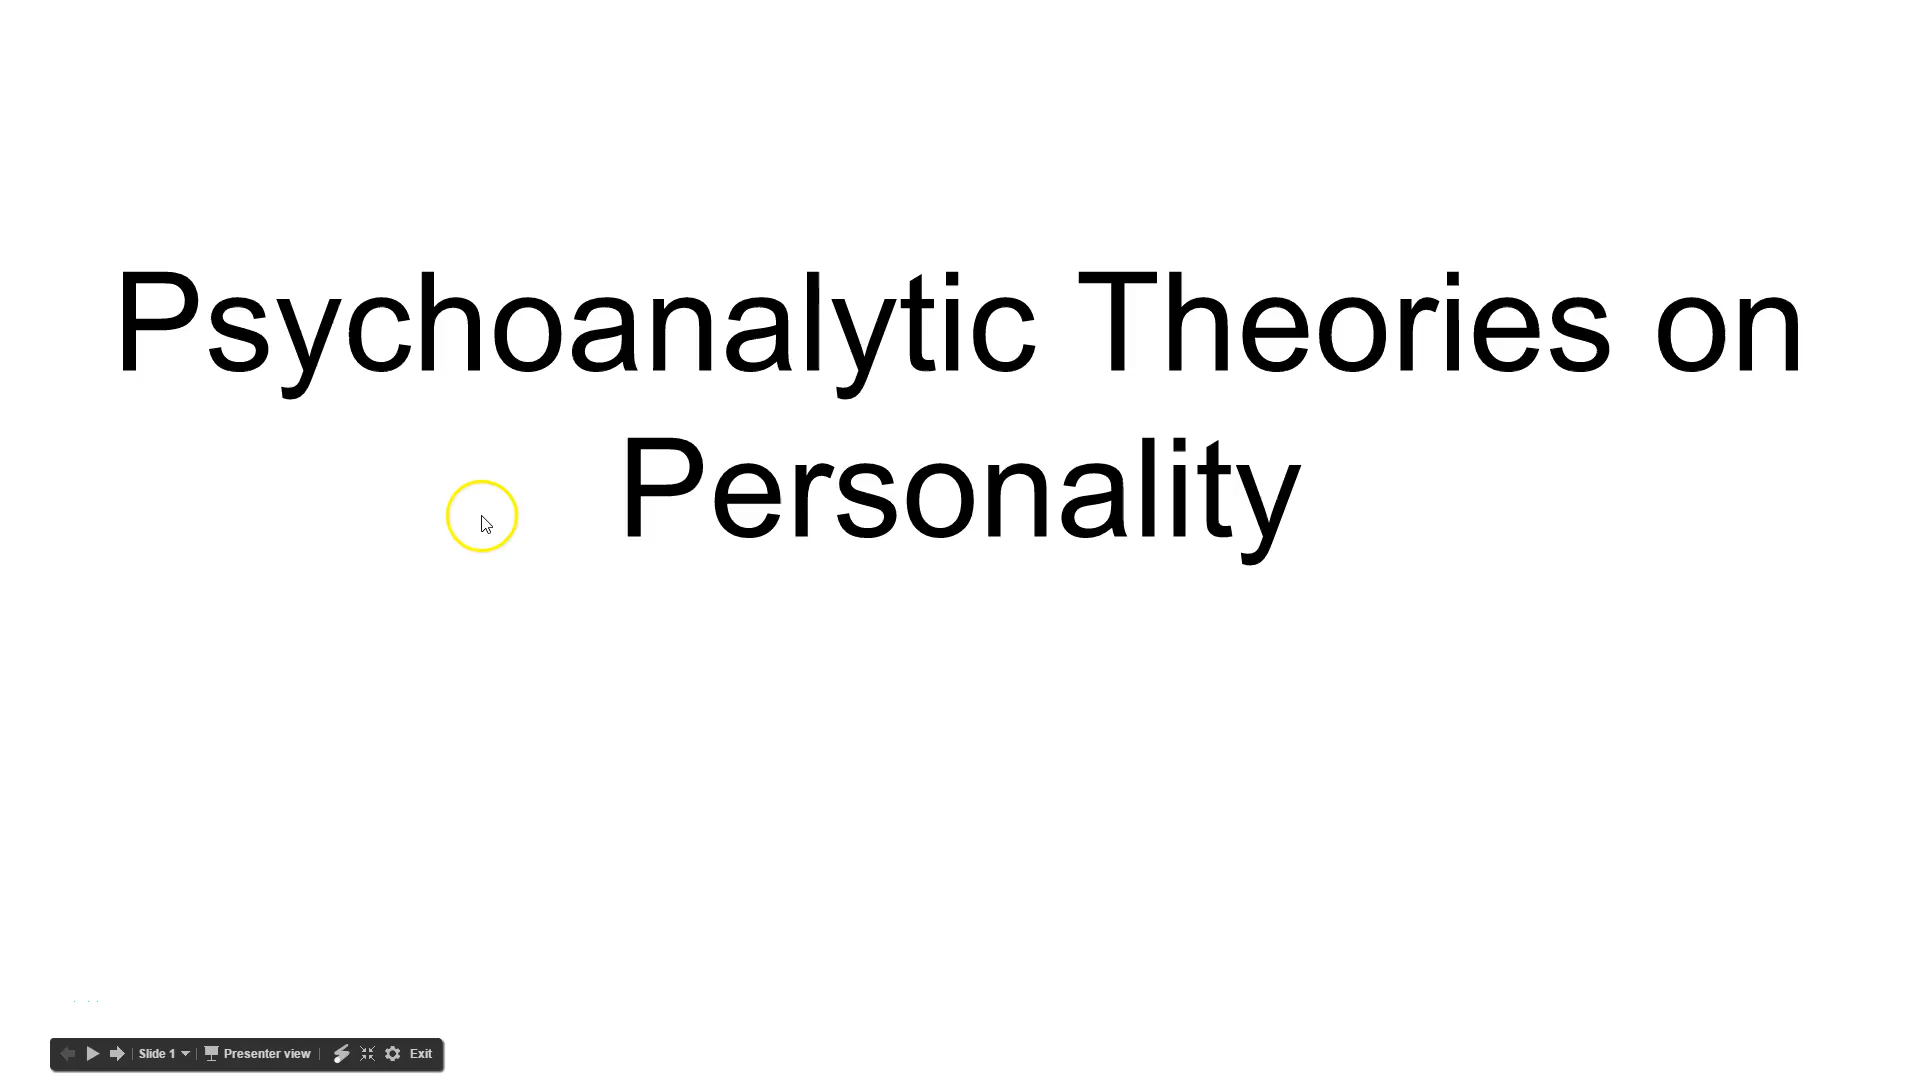 Psychoanalytic Theories on
Personality
Slide 1 Presenter view Exit